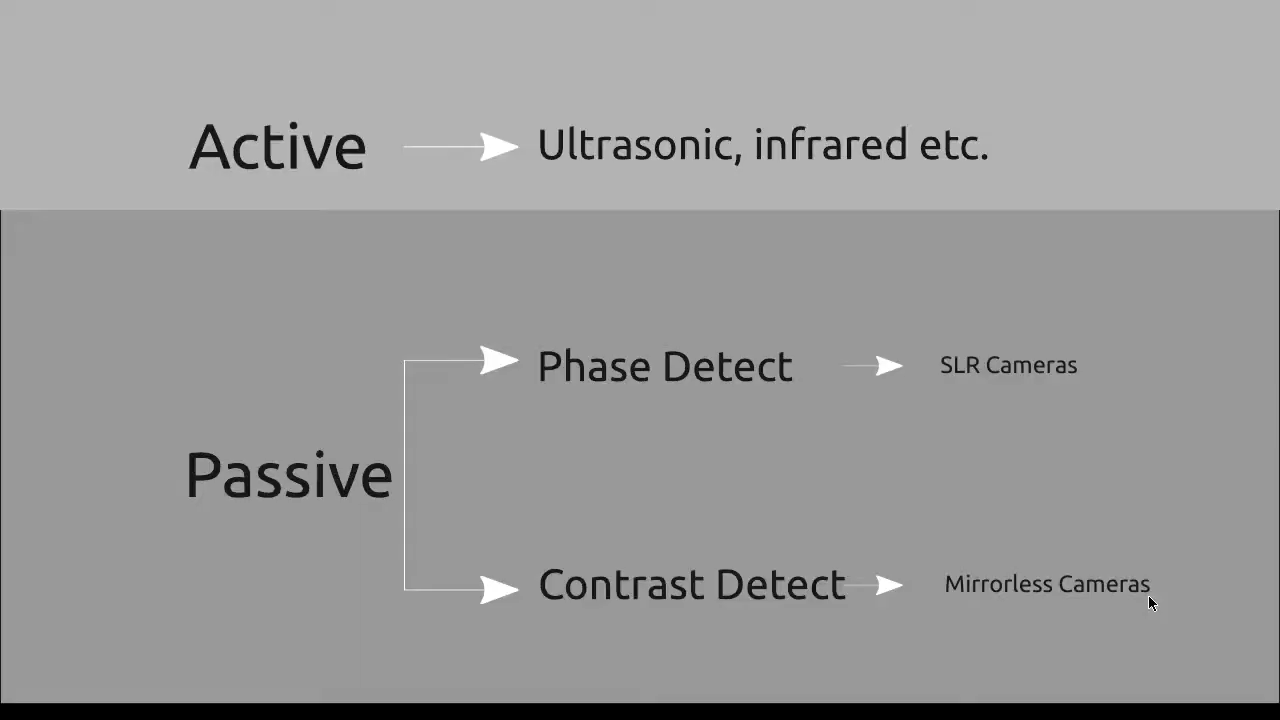 Active
Ultrasonic, infrared etc.
Phase Detect
SLR Cameras
Passive
Contrast Detect
Mirrorless Cameras